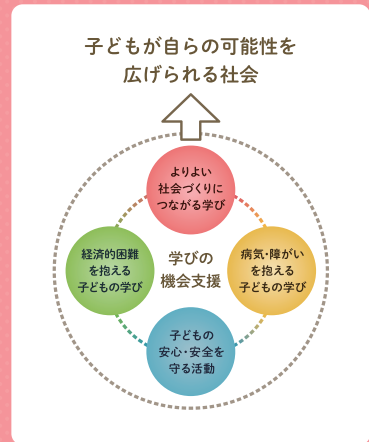 子どもが自らの可能性を
広げられる社会
よりよい
社会づくりに
つながる学び
経済的困難
を抱える
子どもの学び
学びの
機会支援
病気・障がい
を抱える
子どもの学び
子どもの
安心・安全を
守る活動